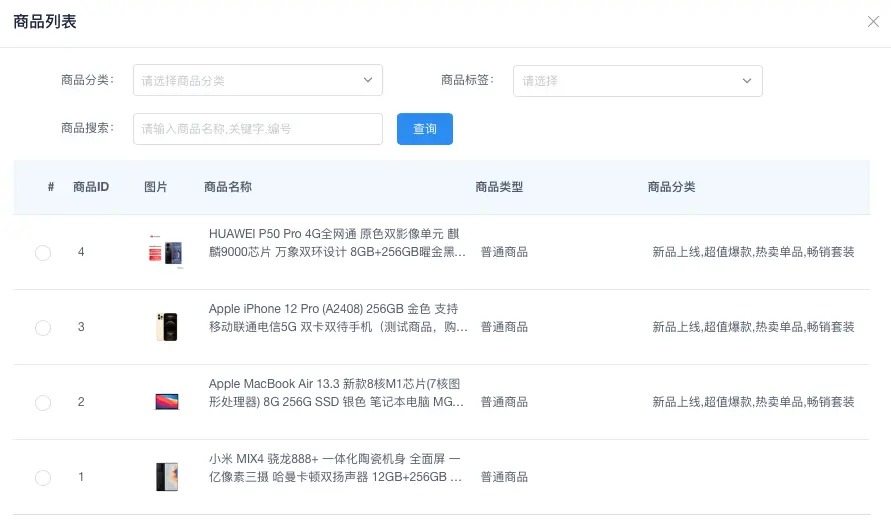 商品列表
商品分类： 请选择商品分类 商品标签： 请选择
商品搜索： 请输入商品名称,关键字,编号 查询
# 商品ID 图片 商品名称 商品类型 商品分类
4 HUAWEI P50 Pro 4G全网通 原色双影像单元 麒
麟9000芯片 万象双环设计 8GB+256GB曜金黑... 普通商品 新品上线,超值爆款,热卖单品,畅销套装
3 Apple iPhone 12 Pro (A2408) 256GB 金色 支持
移动联通电信5G 双卡双待手机（测试商品，购... 普通商品 新品上线,超值爆款,热卖单品,畅销套装
2 Apple MacBook Air 13.3 新款8核M1芯片(7核图
形处理器) 8G 256G SSD 银色 笔记本电脑 MG... 普通商品 新品上线,超值爆款,热卖单品,畅销套装
1 小米 MIX4 骁龙888+ 一体化陶瓷机身 全面屏 一
亿像素三摄 哈曼卡顿双扬声器 12GB+256GB ... 普通商品